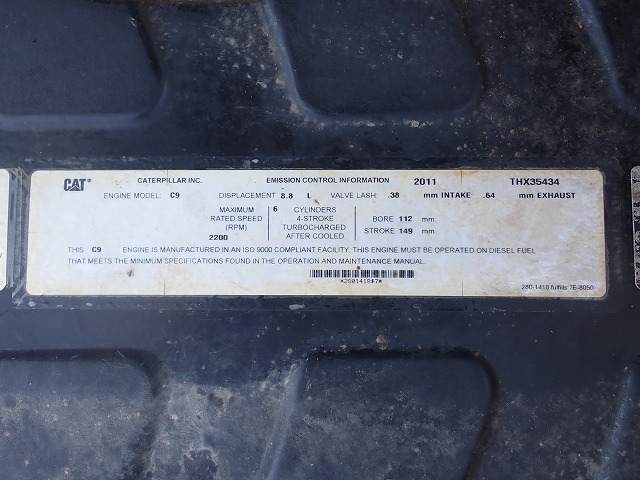 CAT® CATERPILLAR INC. EMISSION CONTROL INFORMATION 2011 THX35434
ENGINE MODEL: C9 DISPLACEMENT 8.8 L VALVE LASH: .38 mm INTAKE .64 mm EXHAUST
MAXIMUM RATED SPEED (RPM) 2200
6 CYLINDERS
4-STROKE
TURBOCHARGED
AFTER COOLED
BORE 112 mm
STROKE 149 mm
THIS C9 ENGINE IS MANUFACTURED IN AN ISO 9000 COMPLIANT FACILITY. THIS ENGINE MUST BE OPERATED ON DIESEL FUEL
THAT MEETS THE MINIMUM SPECIFICATIONS FOUND IN THE OPERATION AND MAINTENANCE MANUAL.
280-1418 fulfills 7E-8050